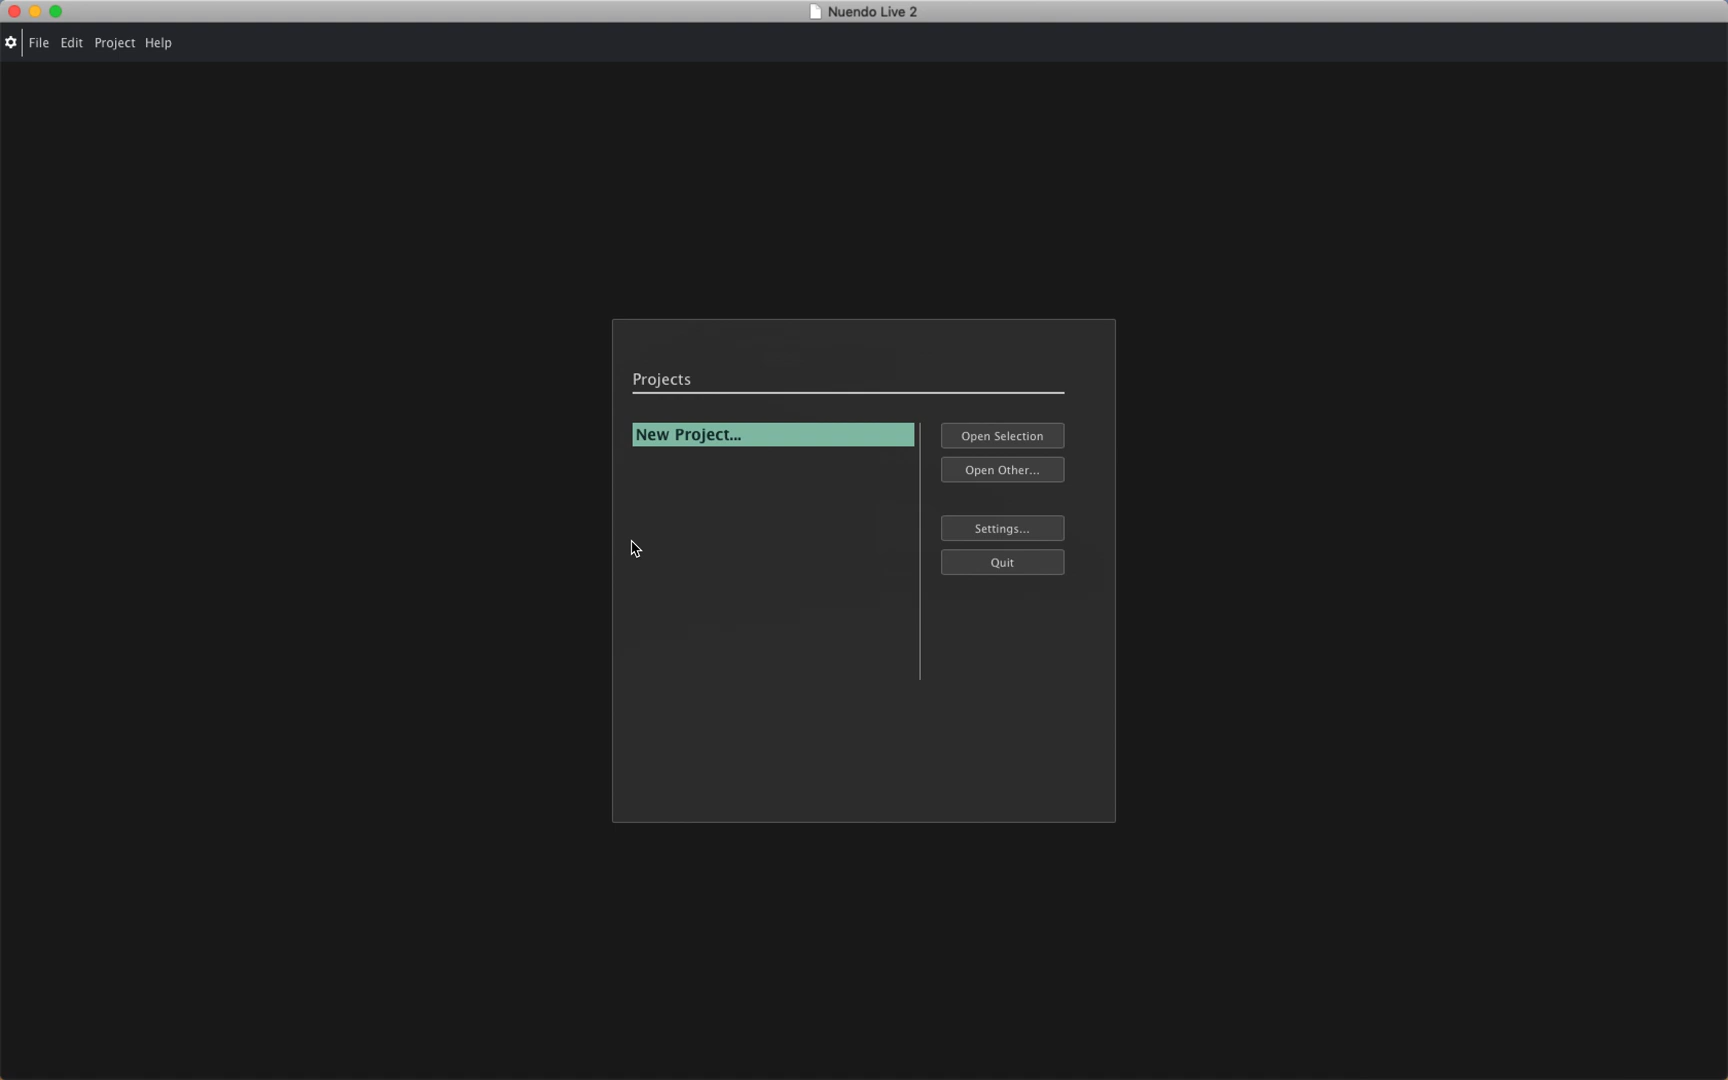 Nuendo Live 2
File Edit Project Help
Projects
New Project...
Open Selection
Open Other...
Settings...
Quit